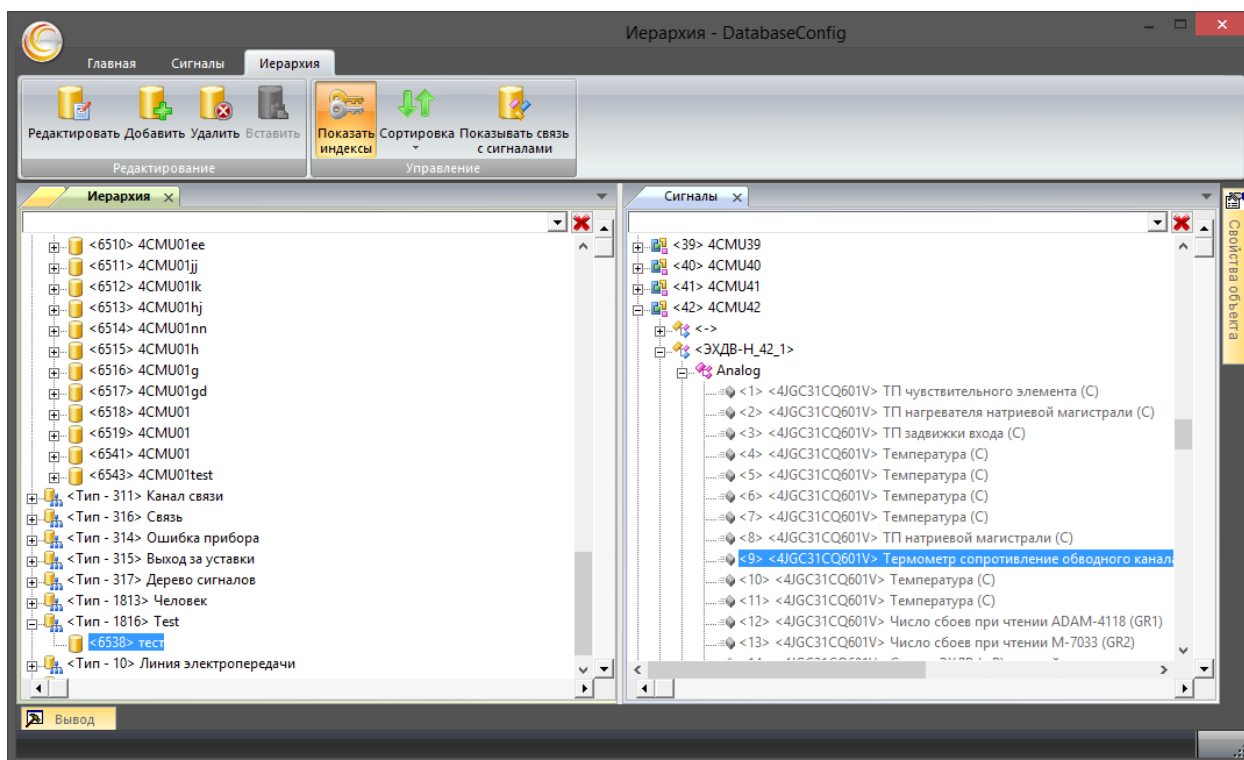 Иерархия - DatabaseConfig
Главная Сигналы Иерархия
Редактировать Добавить Удалить Вставить
Показать индексы Сортировка Показывать связь с сигналами
Редактирование Управление
Иерархия
<6510> 4CMU01ee
<6511> 4CMU01jj
<6512> 4CMU01lk
<6513> 4CMU01hj
<6514> 4CMU01nn
<6515> 4CMU01h
<6516> 4CMU01g
<6517> 4CMU01gd
<6518> 4CMU01
<6519> 4CMU01
<6541> 4CMU01
<6543> 4CMU01test
<Тип - 311> Канал связи
<Тип - 316> Связь
<Тип - 314> Ошибка прибора
<Тип - 315> Выход за уставки
<Тип - 317> Дерево сигналов
<Тип - 1813> Человек
<Тип - 1816> Test
<6538> тест
<Тип - 10> Линия электропередачи
Сигналы
<39> 4CMU39
<40> 4CMU40
<41> 4CMU41
<42> 4CMU42
<->
<ЭХДВ-Н_42_1>
Analog
<1> <4JGC31CQ601V> ТП чувствительного элемента (C)
<2> <4JGC31CQ601V> ТП нагревателя натриевой магистрали (C)
<3> <4JGC31CQ601V> ТП задвижки входа (C)
<4> <4JGC31CQ601V> Температура (C)
<5> <4JGC31CQ601V> Температура (C)
<6> <4JGC31CQ601V> Температура (C)
<7> <4JGC31CQ601V> Температура (C)
<8> <4JGC31CQ601V> ТП натриевой магистрали (C)
<9> <4JGC31CQ601V> Термометр сопротивление обводного канала
<10> <4JGC31CQ601V> Температура (C)
<11> <4JGC31CQ601V> Температура (C)
<12> <4JGC31CQ601V> Число сбоев при чтении ADAM-4118 (GR1)
<13> <4JGC31CQ601V> Число сбоев при чтении M-7033 (GR2)
Свойства объекта
Вывод